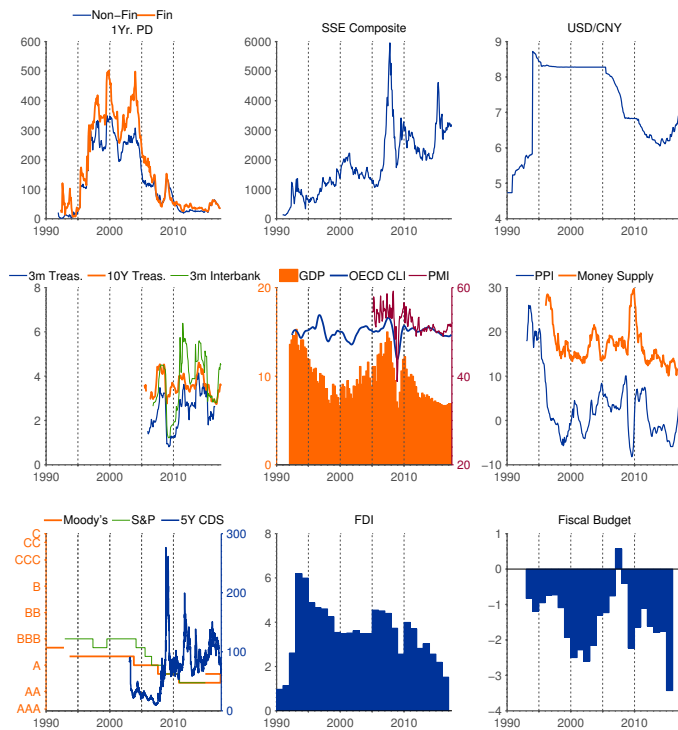 Non−Fin Fin
1Yr. PD
SSE Composite
USD/CNY
600
500
400
300
200
100
0
1990 2000 2010
6000
5000
4000
3000
2000
1000
0
1990 2000 2010
9
8
7
6
5
4
1990 2000 2010
3m Treas. 10Y Treas. 3m Interbank
GDP OECD CLI PMI
PPI Money Supply
8
6
4
2
0
1990 2000 2010
20
15
10
5
0
60
50
40
30
20
1990 2000 2010
30
20
10
0
−10
1990 2000 2010
Moody's S&P 5Y CDS
FDI
Fiscal Budget
C
CC
CCC
B
BB
BBB
A
AA
AAA
300
200
100
0
1990 2000 2010
8
6
4
2
0
1990 2000 2010
1
0
−1
−2
−3
−4
1990 2000 2010